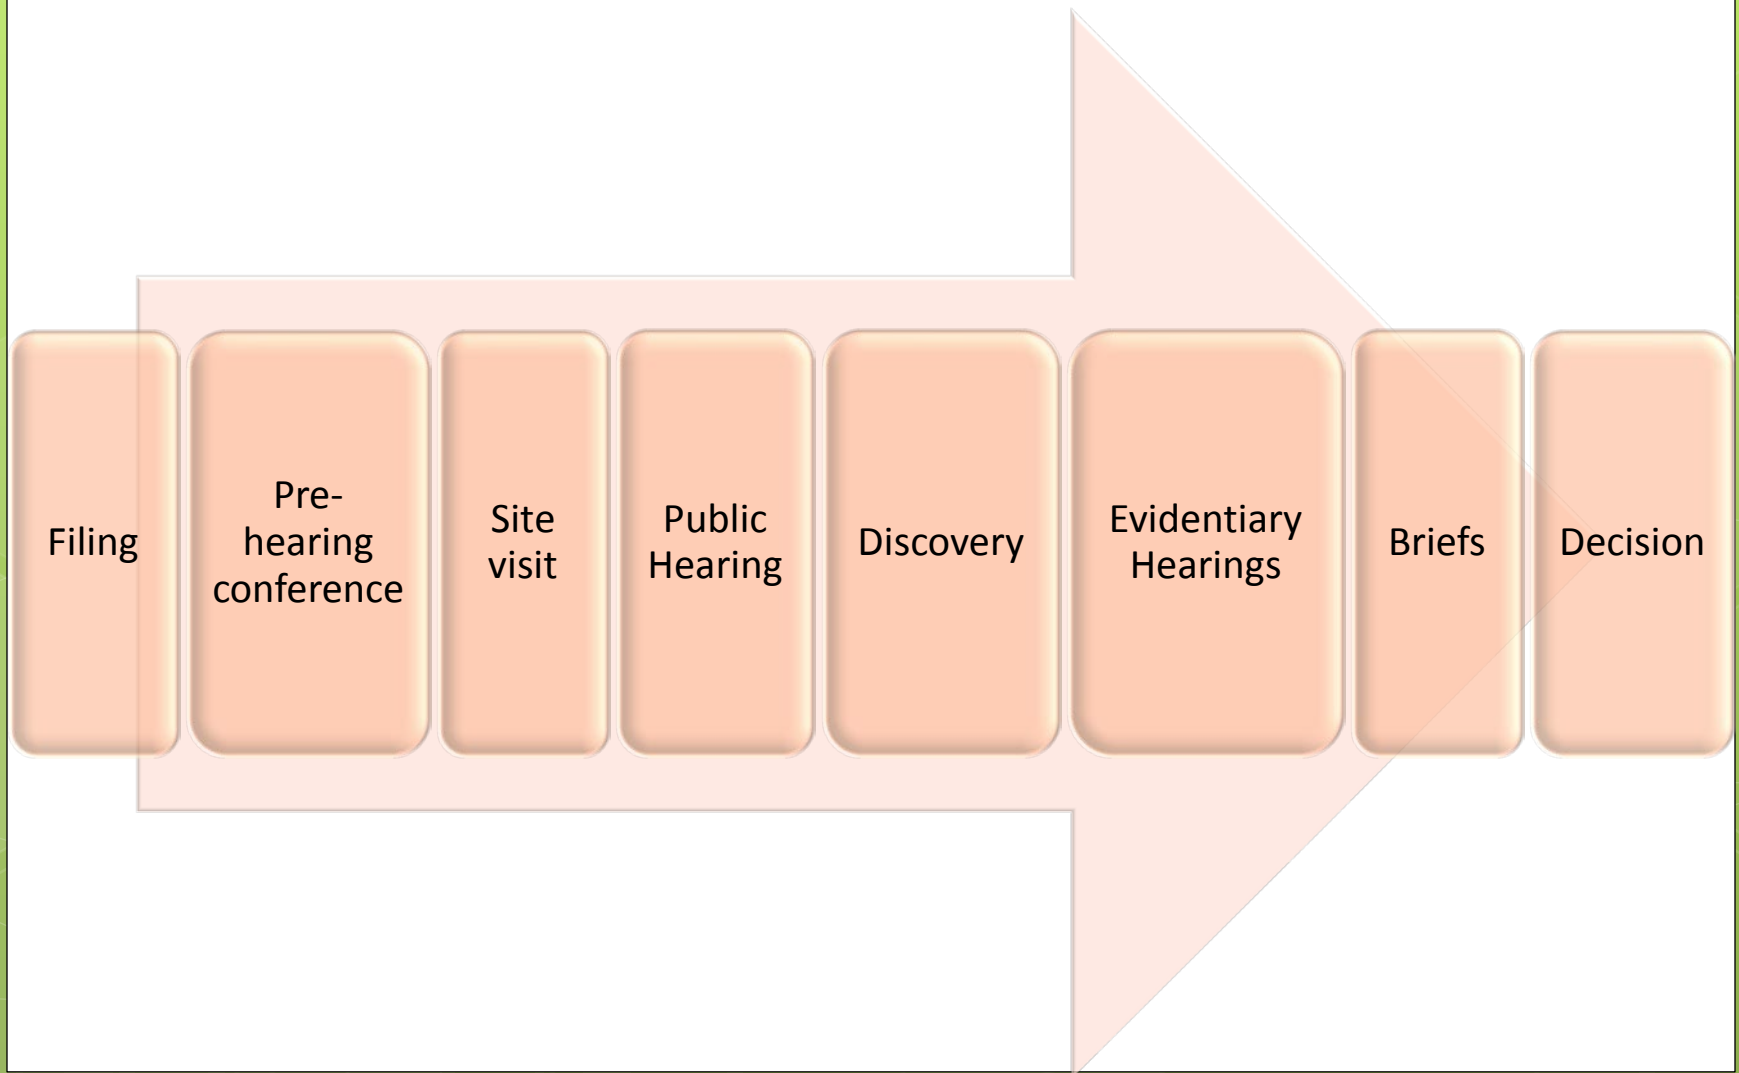 Filing
Pre-
hearing
conference
Site
visit
Public
Hearing
Discovery
Evidentiary
Hearings
Briefs
Decision